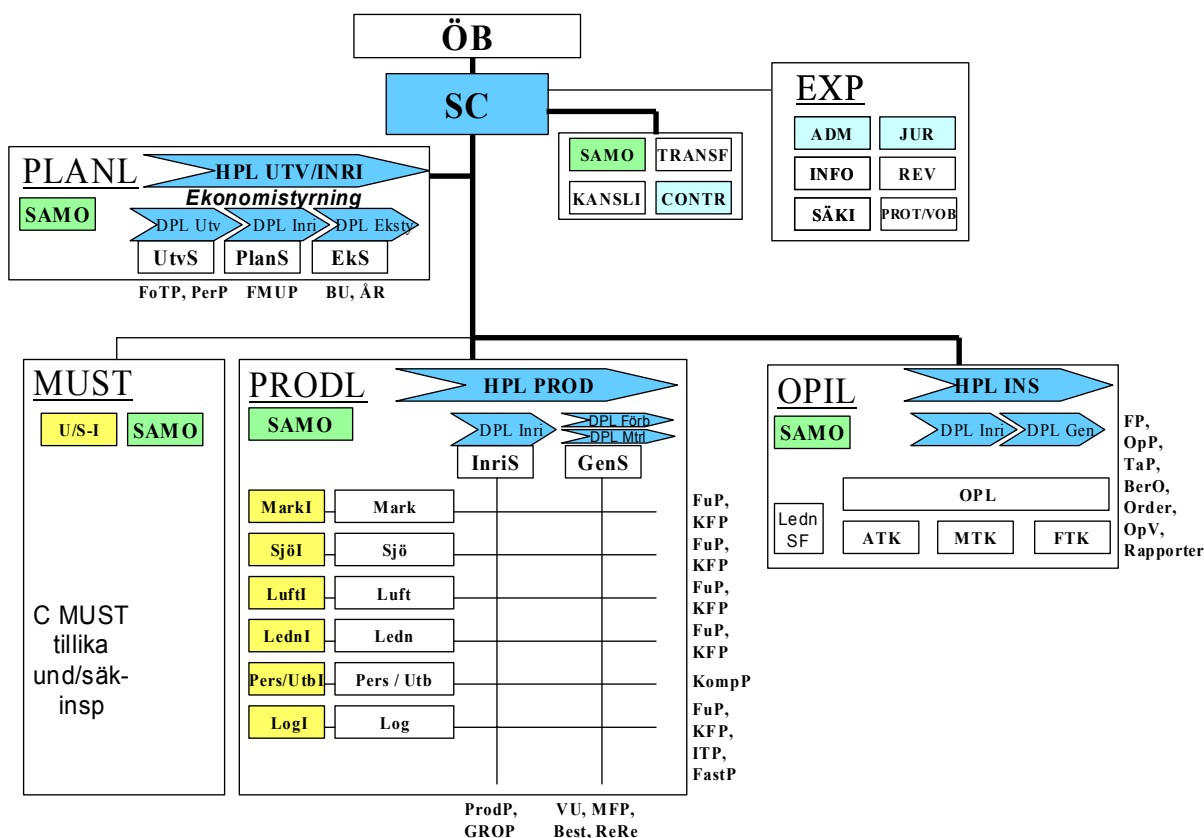 ÖB
SC
EXP
ADM
JUR
INFO
REV
SÄKI
PROT/VOB
SAMO
TRANSF
KANSLI
CONTR
PLANL
HPL UTV/INRI
Ekonomistyrning
SAMO
DPL Utv
DPL Inri
DPL Eksty
UtvS
PlanS
EkS
FoTP, PerP
FMUP
BU, ÅR
MUST
U/S-I
SAMO
C MUST
tillika
und/säk-
insp
PRODL
HPL PROD
SAMO
DPL Inri
DPL Förb
DPL Mtrl
InriS
GenS
MarkI
Mark
FuP,
KFP
SjöI
Sjö
FuP,
KFP
LuftI
Luft
FuP,
KFP
LednI
Ledn
FuP,
KFP
Pers/UtbI
Pers / Utb
KompP
LogI
Log
FuP,
KFP,
ITP,
FastP
ProdP,
GROP
VU, MFP,
Best, ReRe
OPIL
HPL INS
SAMO
DPL Inri
DPL Gen
OPL
Ledn
SF
ATK
MTK
FTK
FP,
OpP,
TaP,
BerO,
Order,
OpV,
Rapporter